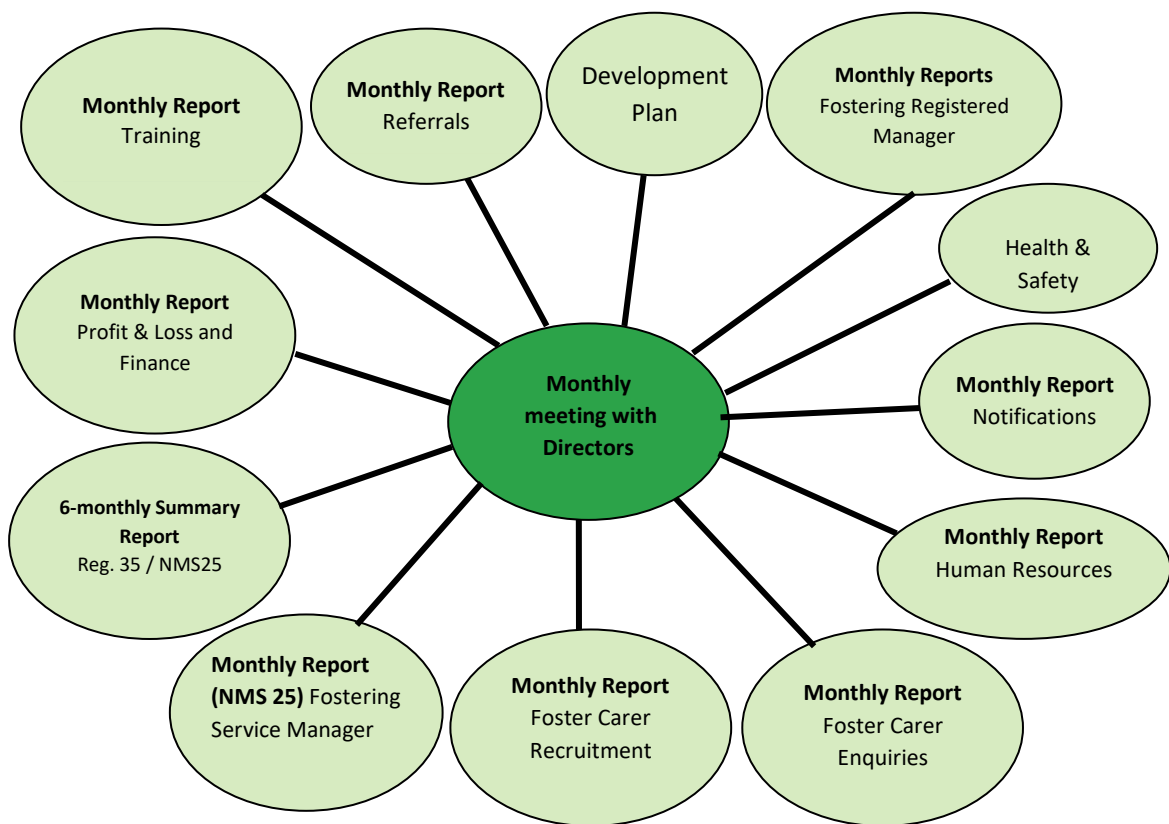 Monthly Report
Training
Monthly Report
Referrals
Development
Plan
Monthly Reports
Fostering Registered
Manager
Health &
Safety
Monthly Report
Profit & Loss and
Finance
Monthly
meeting with
Directors
Monthly Report
Notifications
6-monthly Summary
Report
Reg. 35 / NMS25
Monthly Report
Human Resources
Monthly Report
(NMS 25) Fostering
Service Manager
Monthly Report
Foster Carer
Recruitment
Monthly Report
Foster Carer
Enquiries